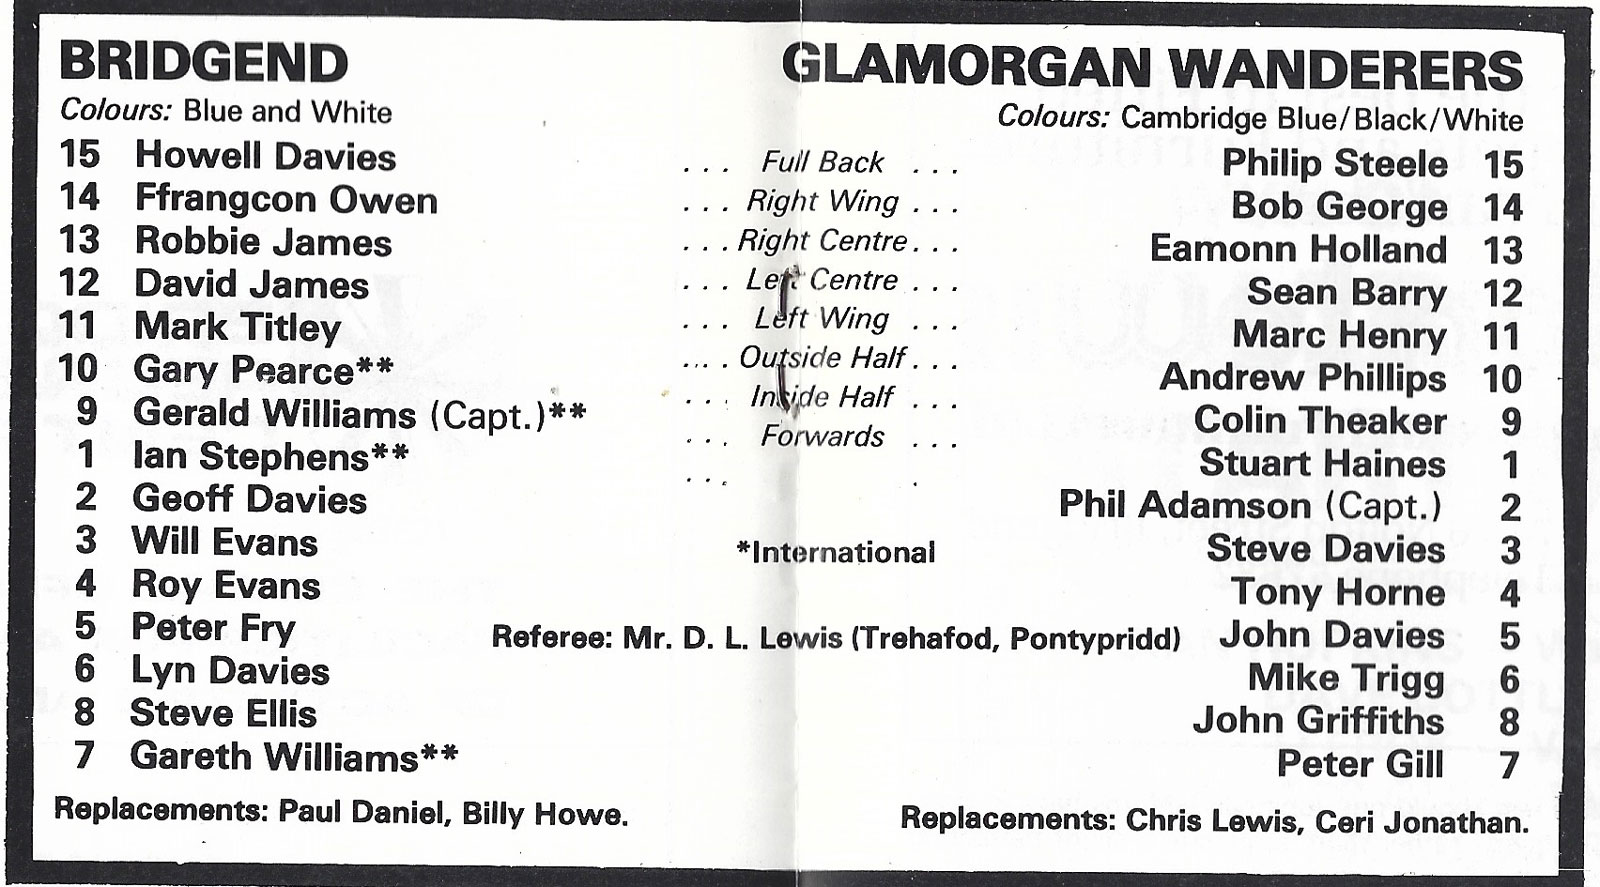 BRIDGEND GLAMORGAN WANDERERS
Colours: Blue and White Colours: Cambridge Blue/Black/White
15 Howell Davies ... Full Back ... Philip Steele 15
14 Ffrangcon Owen ... Right Wing ... Bob George 14
13 Robbie James ... Right Centre ... Eamonn Holland 13
12 David James ... Left Centre ... Sean Barry 12
11 Mark Titley ... Left Wing ... Marc Henry 11
10 Gary Pearce** .... Outside Half ... Andrew Phillips 10
9 Gerald Williams (Capt.)** ... Inside Half ... Colin Theaker 9
1 Ian Stephens** ... Forwards ... Stuart Haines 1
2 Geoff Davies ... . Phil Adamson (Capt.) 2
3 Will Evans *International Steve Davies 3
4 Roy Evans Tony Horne 4
5 Peter Fry Referee: Mr. D. L. Lewis (Trehafod, Pontypridd) John Davies 5
6 Lyn Davies Mike Trigg 6
8 Steve Ellis John Griffiths 8
7 Gareth Williams** Peter Gill 7
Replacements: Paul Daniel, Billy Howe. Replacements: Chris Lewis, Ceri Jonathan.